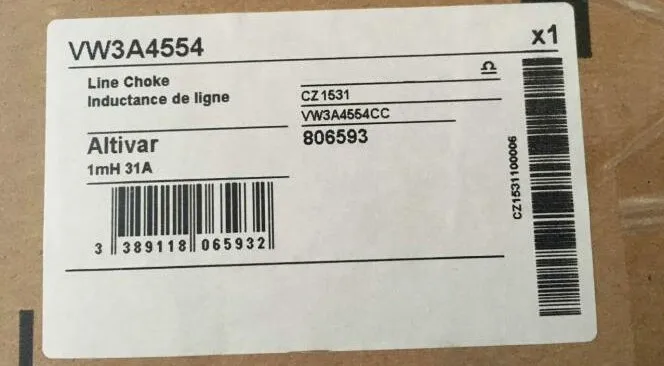 VW3A4554
x1
Line Choke
Inductance de ligne
CZ1531
VW3A4554CC
Altivar
806593
1mH 31A
3 389118 065932
CZ1531100006